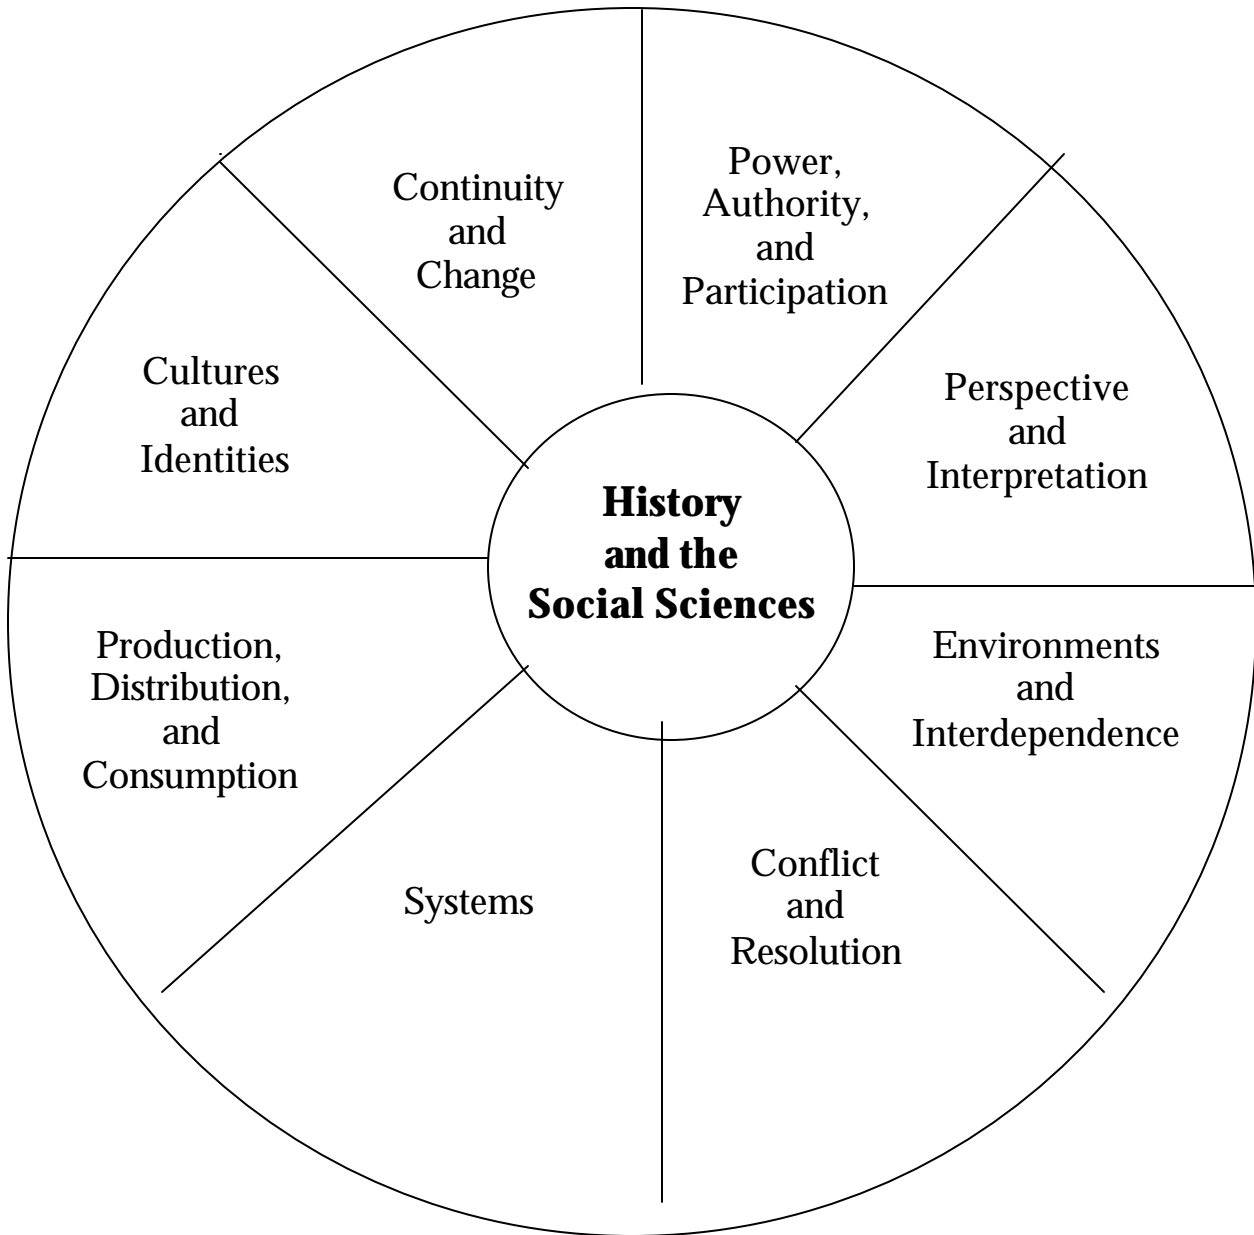 Continuity
and
Change
Power,
Authority,
and
Participation
Perspective
and
Interpretation
Environments
and
Interdependence
Conflict
and
Resolution
Systems
Production,
Distribution,
and
Consumption
Cultures
and
Identities
History
and the
Social Sciences